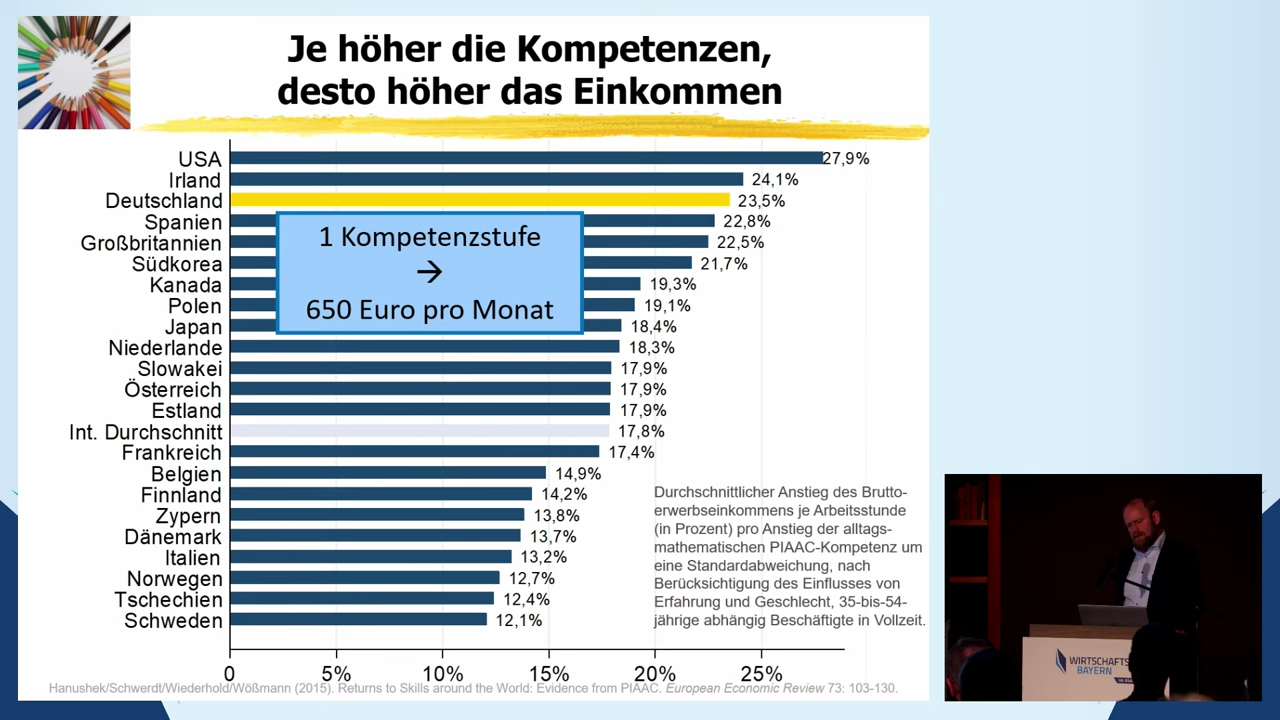 Je höher die Kompetenzen,
desto höher das Einkommen
USA 27,9%
Irland 24,1%
Deutschland 23,5%
Spanien 22,8%
Großbritannien 22,5%
Südkorea 21,7%
Kanada 19,3%
Polen 19,1%
Japan 18,4%
Niederlande 18,3%
Slowakei 17,9%
Österreich 17,9%
Estland 17,9%
Int. Durchschnitt 17,8%
Frankreich 17,4%
Belgien 14,9%
Finnland 14,2%
Zypern 13,8%
Dänemark 13,7%
Italien 13,2%
Norwegen 12,7%
Tschechien 12,4%
Schweden 12,1%
1 Kompetenzstufe
→
650 Euro pro Monat
Durchschnittlicher Anstieg des Brutto-
erwerbseinkommens je Arbeitsstunde
(in Prozent) pro Anstieg der alltags-
mathematischen PIAAC-Kompetenz um
eine Standardabweichung, nach
Berücksichtigung des Einflusses von
Erfahrung und Geschlecht, 35-bis-54-
jährige abhängig Beschäftigte in Vollzeit.
0 5% 10% 15% 20% 25%
Hanushek/Schwerdt/Wiederhold/Wößmann (2015). Returns to Skills around the World: Evidence from PIAAC. European Economic Review 73: 103-130.
WIRTSCHAFTS
BAYERN